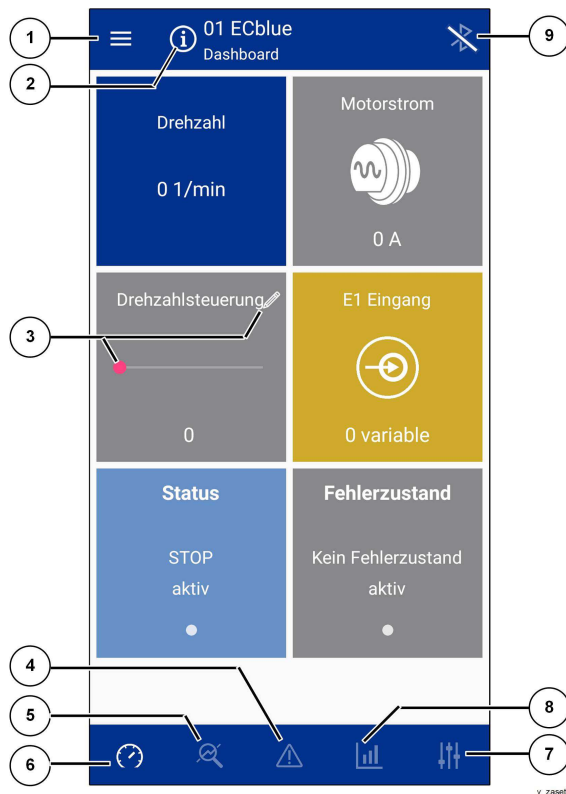 1
01 ECblue
9
2
Dashboard
Drehzahl
Motorstrom
0 1/min
0 A
3
Drehzahlsteuerung
E1 Eingang
0
0 variable
Status
Fehlerzustand
STOP
Kein Fehlerzustand
aktiv
aktiv
4
5
8
6
7